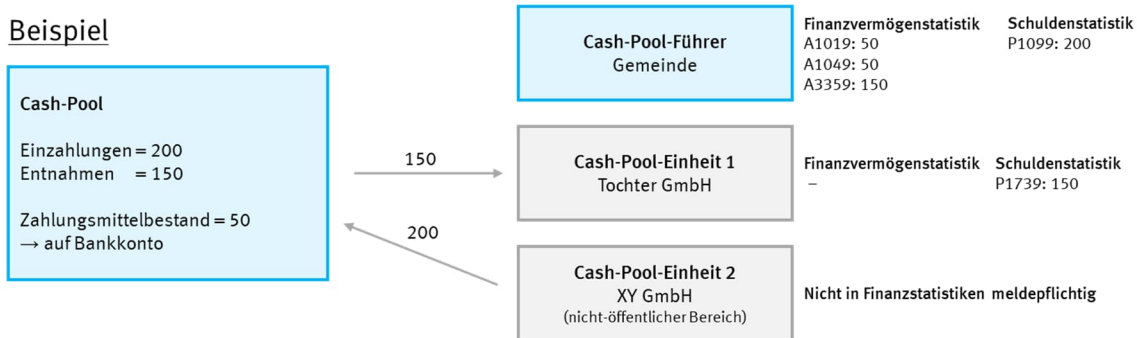 Beispiel
Cash-Pool
Einzahlungen = 200
Entnahmen = 150
Zahlungsmittelbestand = 50
→ auf Bankkonto
150
200
Cash-Pool-Führer
Gemeinde
Finanzvermögenstatistik
A1019: 50
A1049: 50
A3359: 150
Schuldenstatistik
P1099: 200
Cash-Pool-Einheit 1
Tochter GmbH
Finanzvermögenstatistik
–
Schuldenstatistik
P1739: 150
Cash-Pool-Einheit 2
XY GmbH
(nicht-öffentlicher Bereich)
Nicht in Finanzstatistiken meldepflichtig